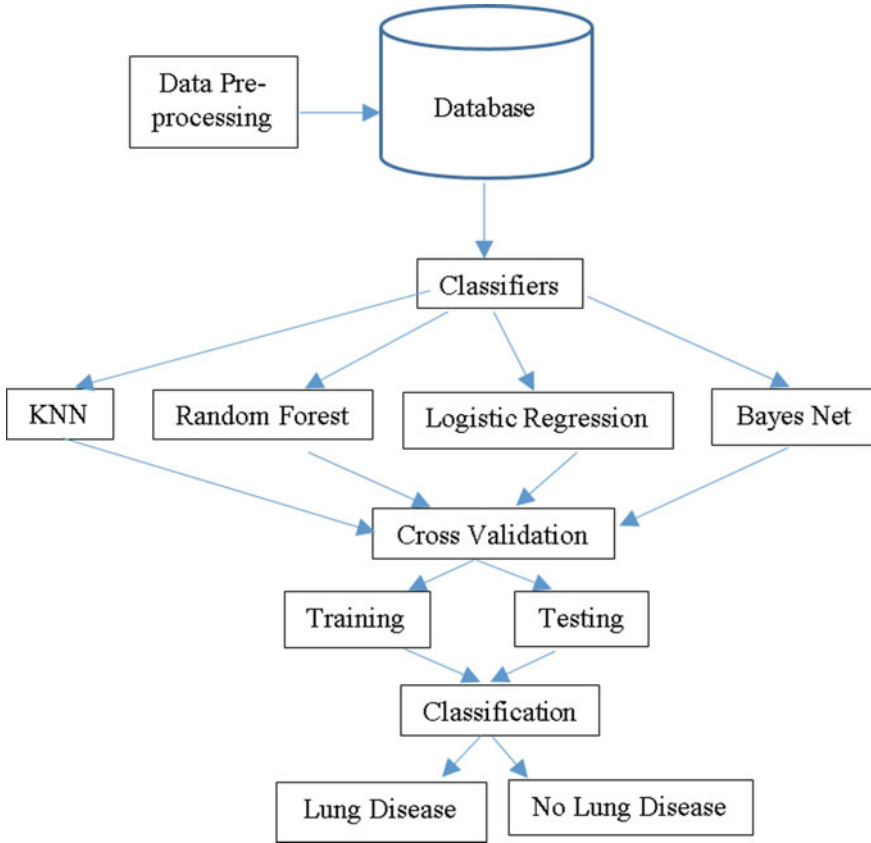 Data Pre-
processing
Database
Classifiers
KNN
Random Forest
Logistic Regression
Bayes Net
Cross Validation
Training
Testing
Classification
Lung Disease
No Lung Disease